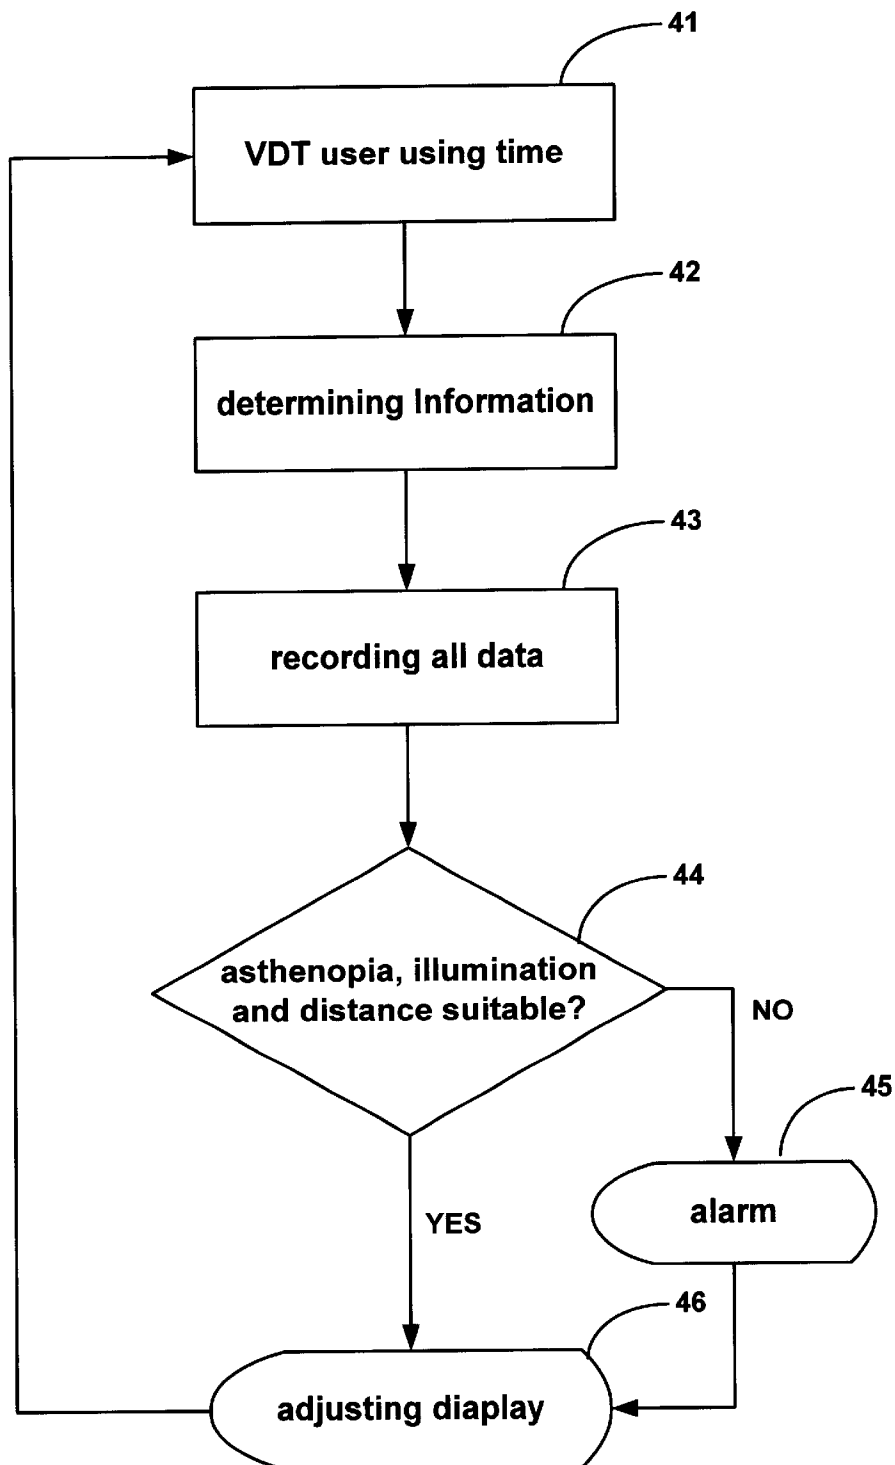 41
VDT user using time
42
determining Information
43
recording all data
44
asthenopia, illumination
and distance suitable?
NO
45
alarm
YES
46
adjusting diaplay